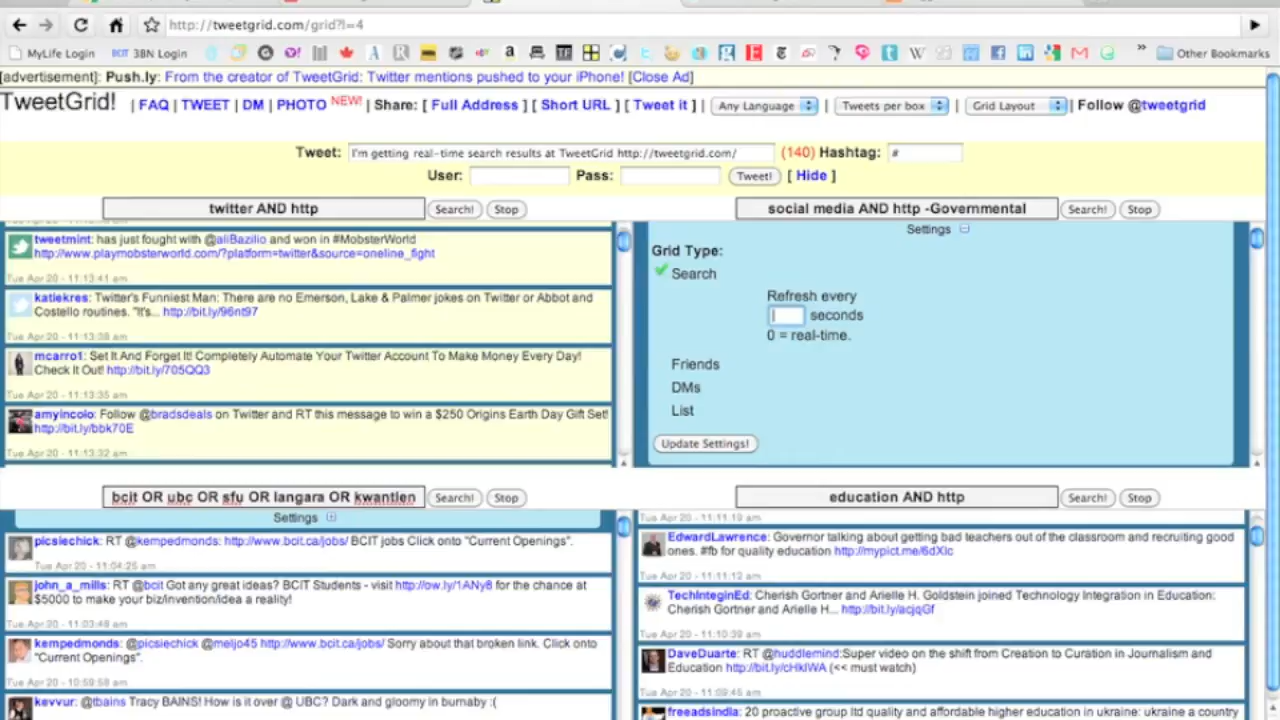 http://tweetgrid.com/grid?l=4
MyLife Login BCIT 3BN Login Other Bookmarks
[advertisement]: Push.ly: From the creator of TweetGrid: Twitter mentions pushed to your iPhone! [Close Ad]
TweetGrid! | FAQ | TWEET | DM | PHOTO NEW! | Share: [ Full Address ] [ Short URL ] [ Tweet it ] | Any Language | Tweets per box | Grid Layout | Follow @tweetgrid
Tweet: I'm getting real-time search results at TweetGrid http://tweetgrid.com/ (140) Hashtag: #
User: Pass: Tweet! [ Hide ]
twitter AND http Search! Stop
tweetmint: has just fought with @aliBazilio and won in #MobsterWorld
http://www.playmobsterworld.com/?platform=twitter&source=oneline_fight
Tue Apr 20 - 11:13:41 am
katiekres: Twitter's Funniest Man: There are no Emerson, Lake & Palmer jokes on Twitter or Abbot and
Costello routines. "It's... http://bit.ly/96nt97
Tue Apr 20 - 11:13:38 am
mcarro1: Set It And Forget It! Completely Automate Your Twitter Account To Make Money Every Day!
Check It Out! http://bit.ly/705QQ3
Tue Apr 20 - 11:13:35 am
amyincolo: Follow @bradsdeals on Twitter and RT this message to win a $250 Origins Earth Day Gift Set!
http://bit.ly/bbk70E
Tue Apr 20 - 11:13:32 am
social media AND http -Governmental Search! Stop
Settings
Grid Type:
Search
Refresh every
seconds
0 = real-time.
Friends
DMs
List
Update Settings!
bcit OR ubc OR sfu OR langara OR kwantlen Search! Stop
Settings
picsiechick: RT @kempedmonds: http://www.bcit.ca/jobs/ BCIT jobs Click onto "Current Openings".
Tue Apr 20 - 11:04:25 am
john_a_mills: RT @bcit Got any great ideas? BCIT Students - visit http://ow.ly/1ANy8 for the chance at
$5000 to make your biz/invention/idea a reality!
Tue Apr 20 - 11:03:48 am
kempedmonds: @picsiechick @meljo45 http://www.bcit.ca/jobs/ Sorry about that broken link. Click onto
"Current Openings".
Tue Apr 20 - 10:59:58 am
kevvur: @tbains Tracy BAINS! How is it over @ UBC? Dark and gloomy in burnaby :(
education AND http Search! Stop
Tue Apr 20 - 11:11:19 am
EdwardLawrence: Governor talking about getting bad teachers out of the classroom and recruiting good
ones. #fb for quality education http://mypict.me/6dXIc
Tue Apr 20 - 11:11:12 am
TechInteginEd: Cherish Gortner and Arielle H. Goldstein joined Technology Integration in Education:
Cherish Gortner and Arielle H... http://bit.ly/acjqGf
Tue Apr 20 - 11:10:39 am
DaveDuarte: RT @huddlemind:Super video on the shift from Creation to Curation in Journalism and
Education http://bit.ly/cHkIWA (<< must watch)
Tue Apr 20 - 11:09:45 am
freeadsindia: 20 proactive group ltd quality and affordable higher education in ukraine: ukraine a country